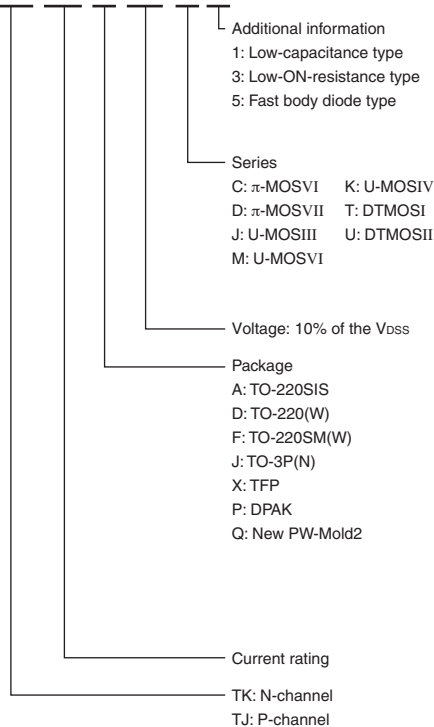 Additional information
1: Low-capacitance type
3: Low-ON-resistance type
5: Fast body diode type
Series
C: π-MOSVI K: U-MOSIV
D: π-MOSVII T: DTMOSI
J: U-MOSIII U: DTMOSII
M: U-MOSVI
Voltage: 10% of the VDSS
Package
A: TO-220SIS
D: TO-220(W)
F: TO-220SM(W)
J: TO-3P(N)
X: TFP
P: DPAK
Q: New PW-Mold2
Current rating
TK: N-channel
TJ: P-channel